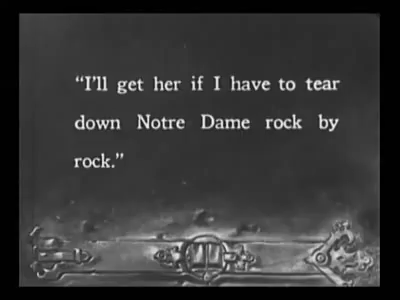 “I’ll get her if I have to tear
down Notre Dame rock by
rock.”